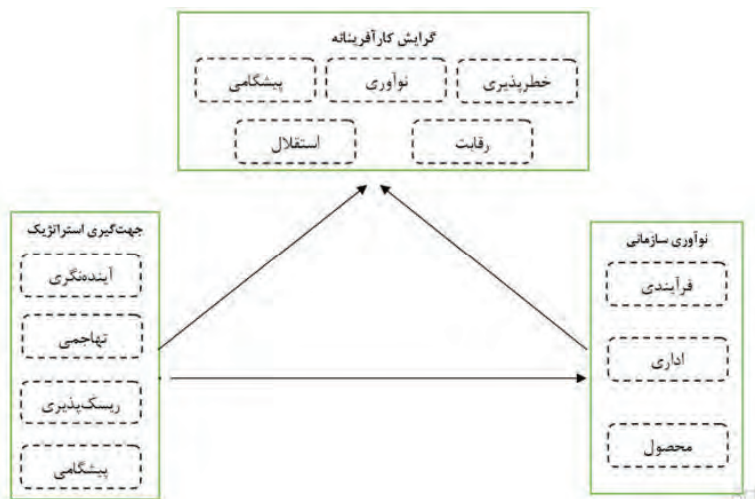 گرایش کارآفرینانه
خطرپذیری
نوآوری
پیشگامی
رقابت
استقلال
نوآوری سازمانی
فرآیندی
اداری
محصول
جهت‌گیری استراتژیک
آینده‌نگری
تهاجمی
ریسک‌پذیری
پیشگامی